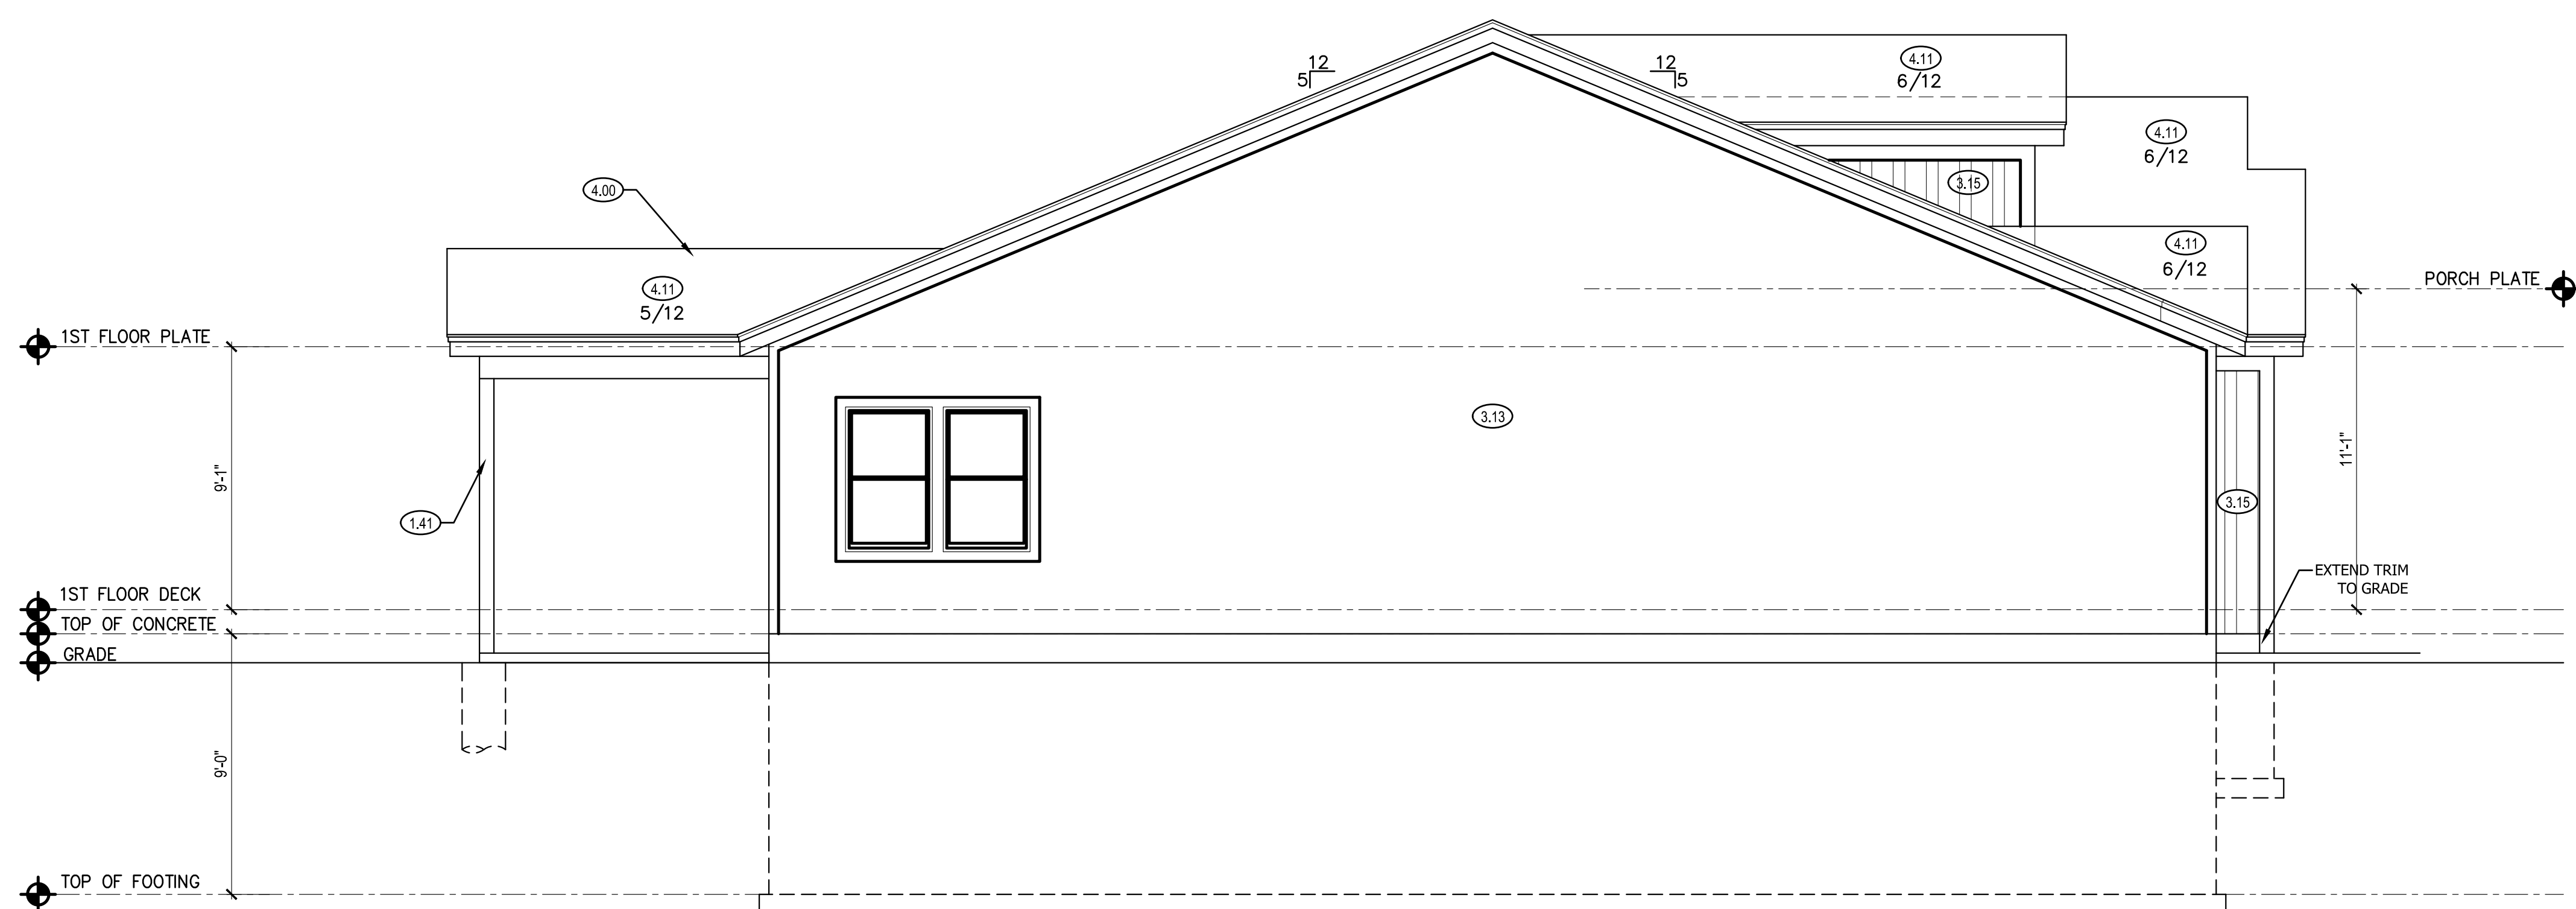 12
5
12
5
4.11
6/12
4.11
6/12
3.15
4.00
4.11
6/12
4.11
5/12
PORCH PLATE
1ST FLOOR PLATE
3.13
9'-1"
11'-1"
1.41
3.15
EXTEND TRIM
TO GRADE
1ST FLOOR DECK
TOP OF CONCRETE
GRADE
9'-0"
TOP OF FOOTING